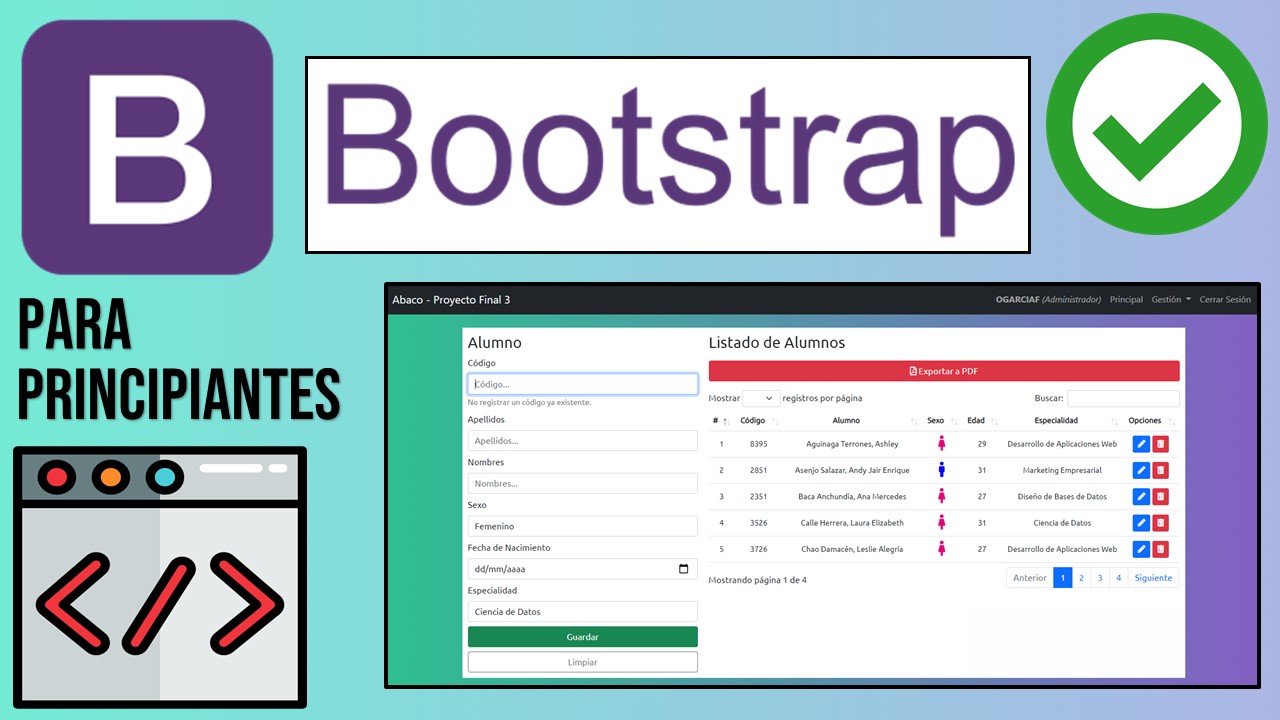 B
Bootstrap
PARA
PRINCIPIANTES
</>
Abaco - Proyecto Final 3
OGARCIAF (Administrador) Principal Gestión Cerrar Sesión
Alumno
Código
Código...
No registrar un código ya existente.
Apellidos
Apellidos...
Nombres
Nombres...
Sexo
Femenino
Fecha de Nacimiento
dd/mm/aaaa
Especialidad
Ciencia de Datos
Guardar
Limpiar
Listado de Alumnos
Exportar a PDF
Mostrar registros por página Buscar:
# Código Alumno Sexo Edad Especialidad Opciones
1 8395 Aguinaga Terrones, Ashley 29 Desarrollo de Aplicaciones Web
2 2851 Asenjo Salazar, Andy Jair Enrique 31 Marketing Empresarial
3 2351 Baca Anchundía, Ana Mercedes 27 Diseño de Bases de Datos
4 3526 Calle Herrera, Laura Elizabeth 31 Ciencia de Datos
5 3726 Chao Damacén, Leslie Alegría 27 Desarrollo de Aplicaciones Web
Mostrando página 1 de 4 Anterior 1 2 3 4 Siguiente